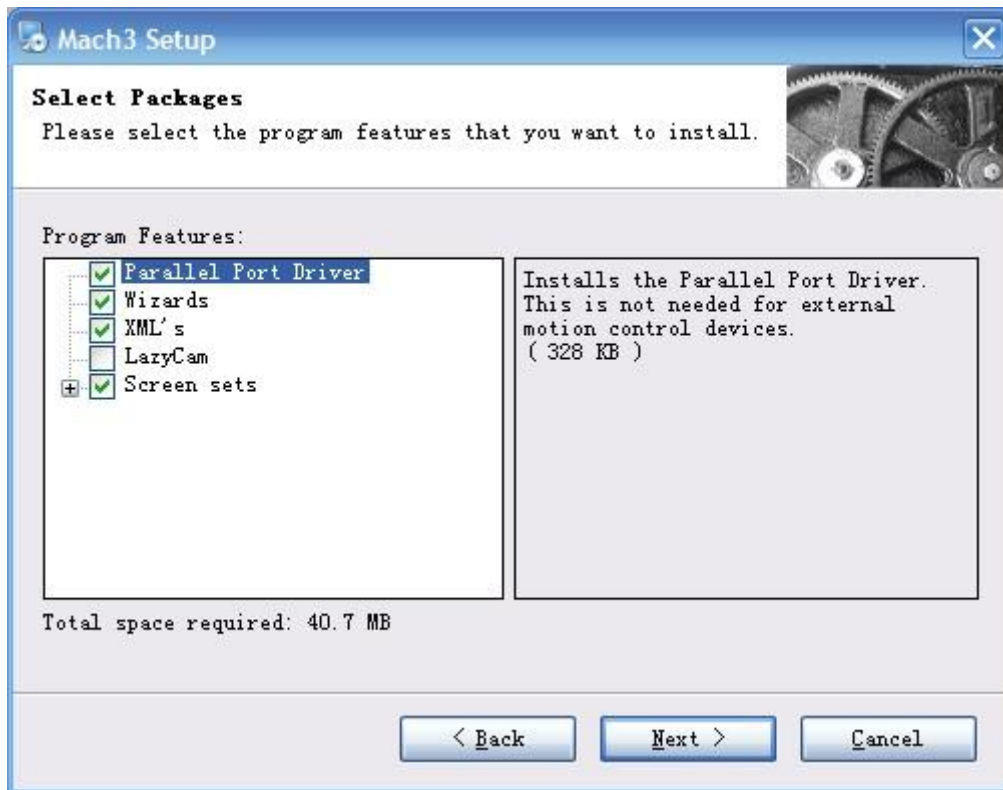 Mach3 Setup
Select Packages
Please select the program features that you want to install.
Program Features:
Parallel Port Driver
Wizards
XML's
LazyCam
Screen sets
Installs the Parallel Port Driver.
This is not needed for external
motion control devices.
( 328 KB )
Total space required: 40.7 MB
< Back
Next >
Cancel